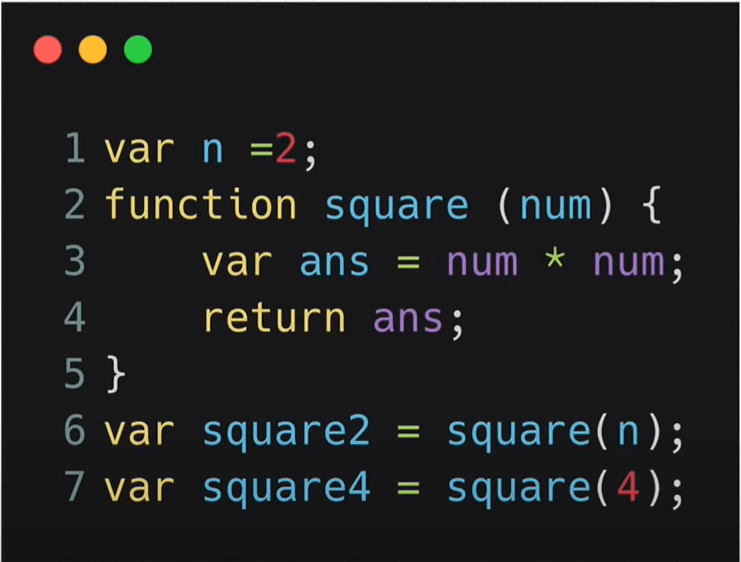 1 var n =2;
2 function square (num) {
3     var ans = num * num;
4     return ans;
5 }
6 var square2 = square(n);
7 var square4 = square(4);